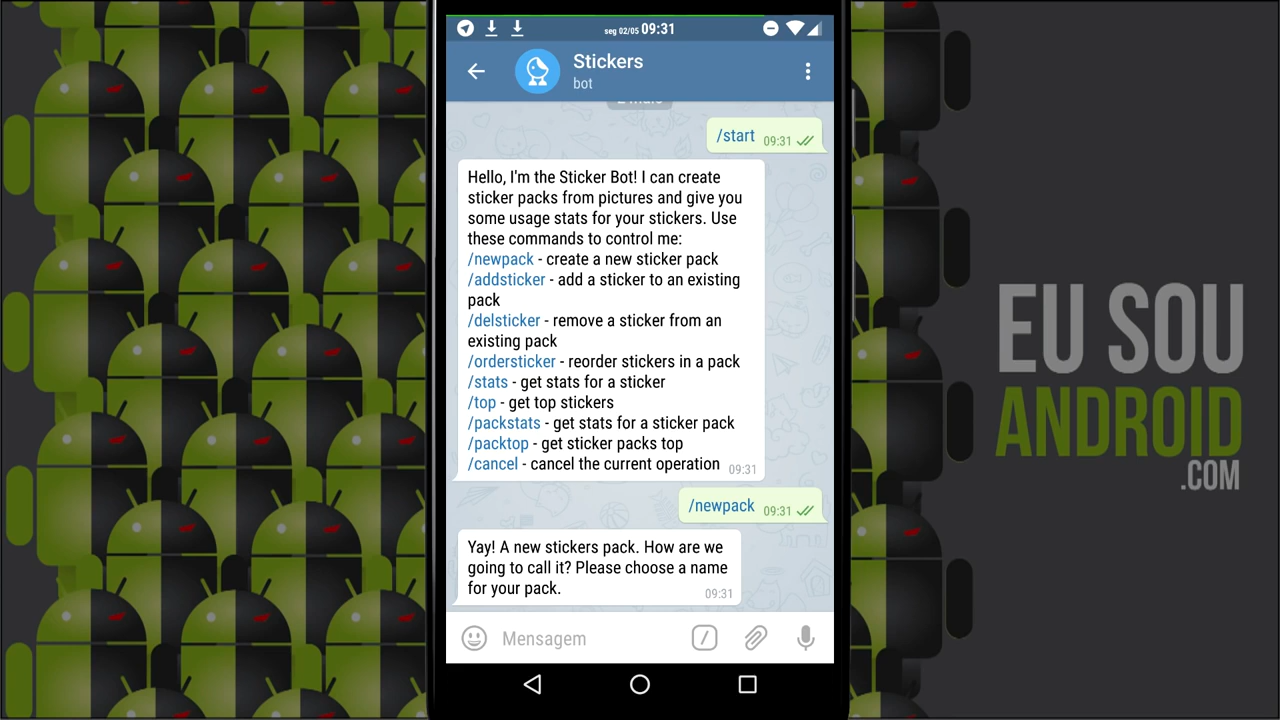 seg 02/05 09:31
Stickers
bot
/start 09:31
Hello, I'm the Sticker Bot! I can create
sticker packs from pictures and give you
some usage stats for your stickers. Use
these commands to control me:
/newpack - create a new sticker pack
/addsticker - add a sticker to an existing
pack
/delsticker - remove a sticker from an
existing pack
/ordersticker - reorder stickers in a pack
/stats - get stats for a sticker
/top - get top stickers
/packstats - get stats for a sticker pack
/packtop - get sticker packs top
/cancel - cancel the current operation 09:31
/newpack 09:31
Yay! A new stickers pack. How are we
going to call it? Please choose a name
for your pack. 09:31
Mensagem
EU SOU
ANDROID
.COM